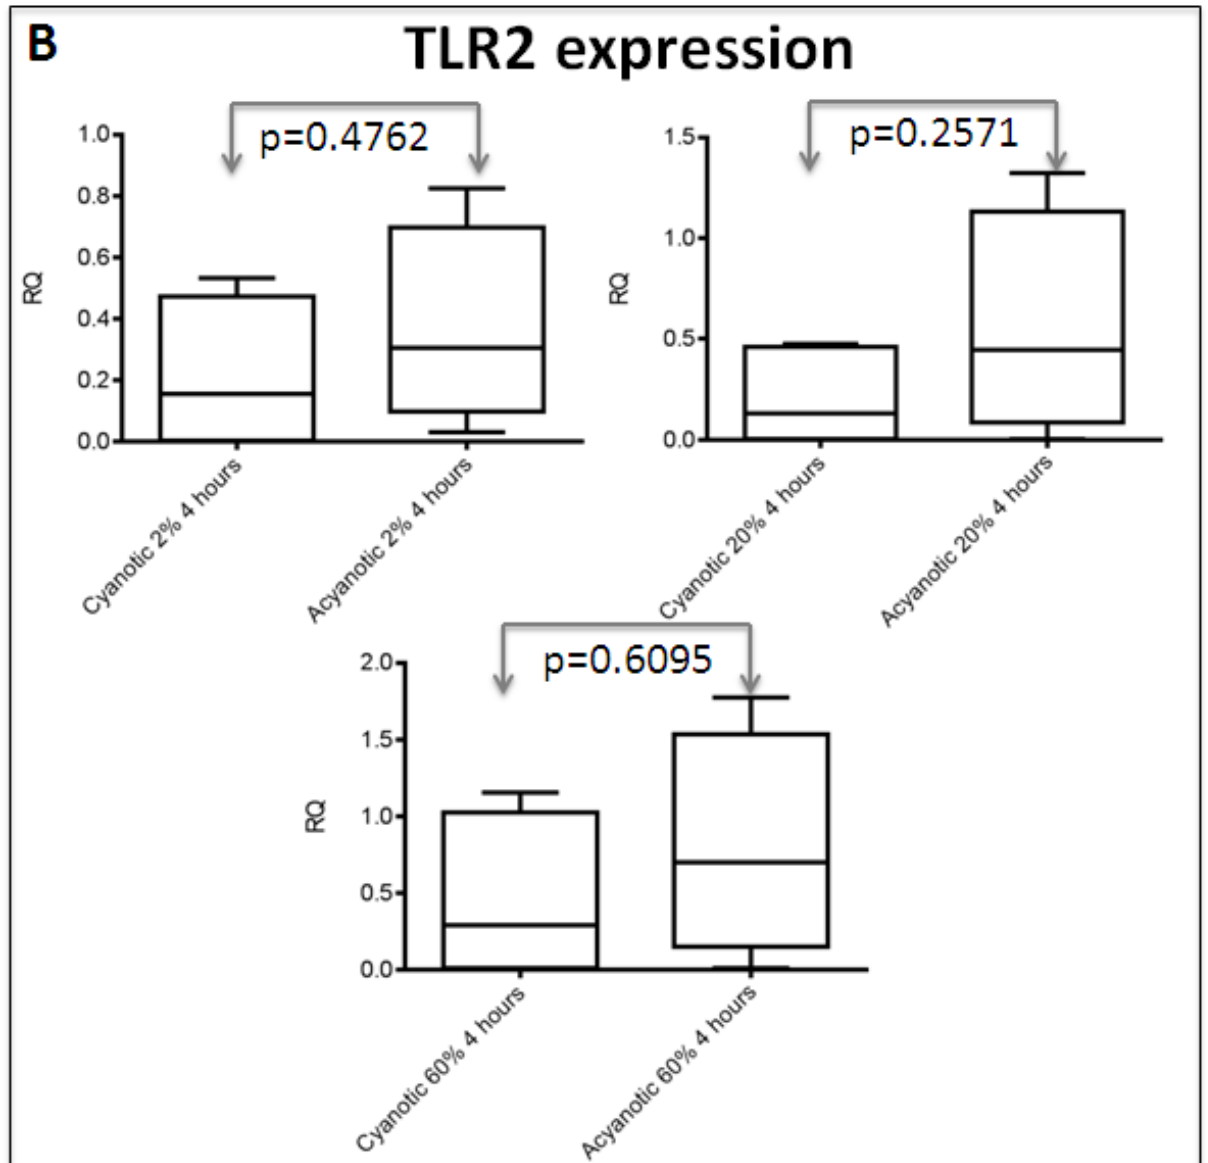 B
TLR2 expression
p=0.4762
1.0
0.8
0.6
0.4
0.2
0.0
RQ
Cyanotic 2% 4 hours
Acyanotic 2% 4 hours
p=0.2571
1.5
1.0
0.5
0.0
RQ
Cyanotic 20% 4 hours
Acyanotic 20% 4 hours
p=0.6095
2.0
1.5
1.0
0.5
0.0
RQ
Cyanotic 60% 4 hours
Acyanotic 60% 4 hours